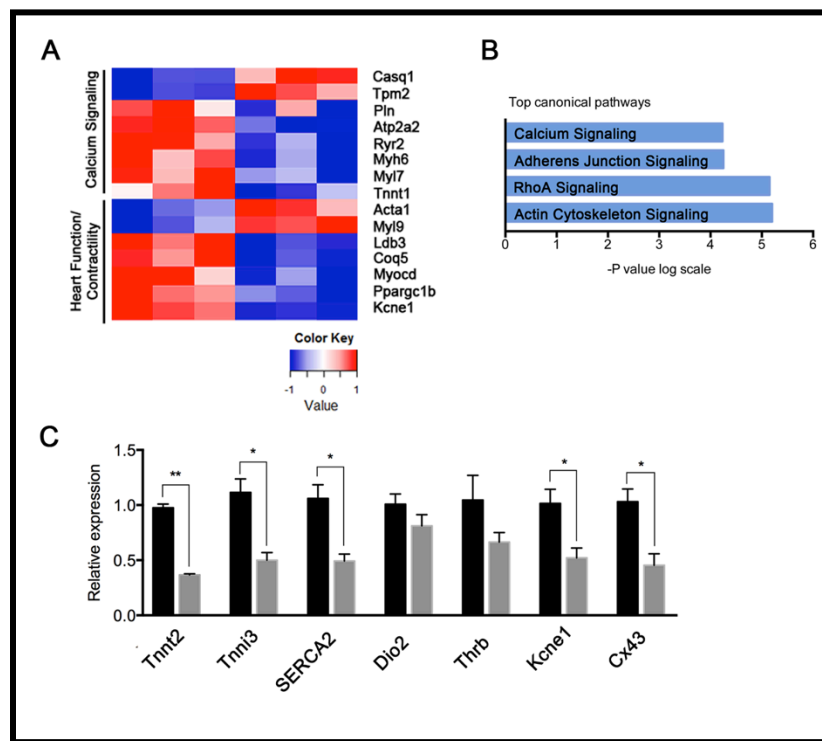 A
Calcium Signaling
Heart Function/
Contractility
Casq1
Tpm2
Pln
Atp2a2
Ryr2
Myh6
Myl7
Tnnt1
Acta1
Myl9
Ldb3
Coq5
Myocd
Ppargc1b
Kcne1
Color Key
-1 0 1
Value
B
Top canonical pathways
Calcium Signaling
Adherens Junction Signaling
RhoA Signaling
Actin Cytoskeleton Signaling
0 1 2 3 4 5 6
-P value log scale
C
Relative expression
1.5
1.0
0.5
0.0
** * * * *
Tnnt2 Tnni3 SERCA2 Dio2 Thrb Kcne1 Cx43